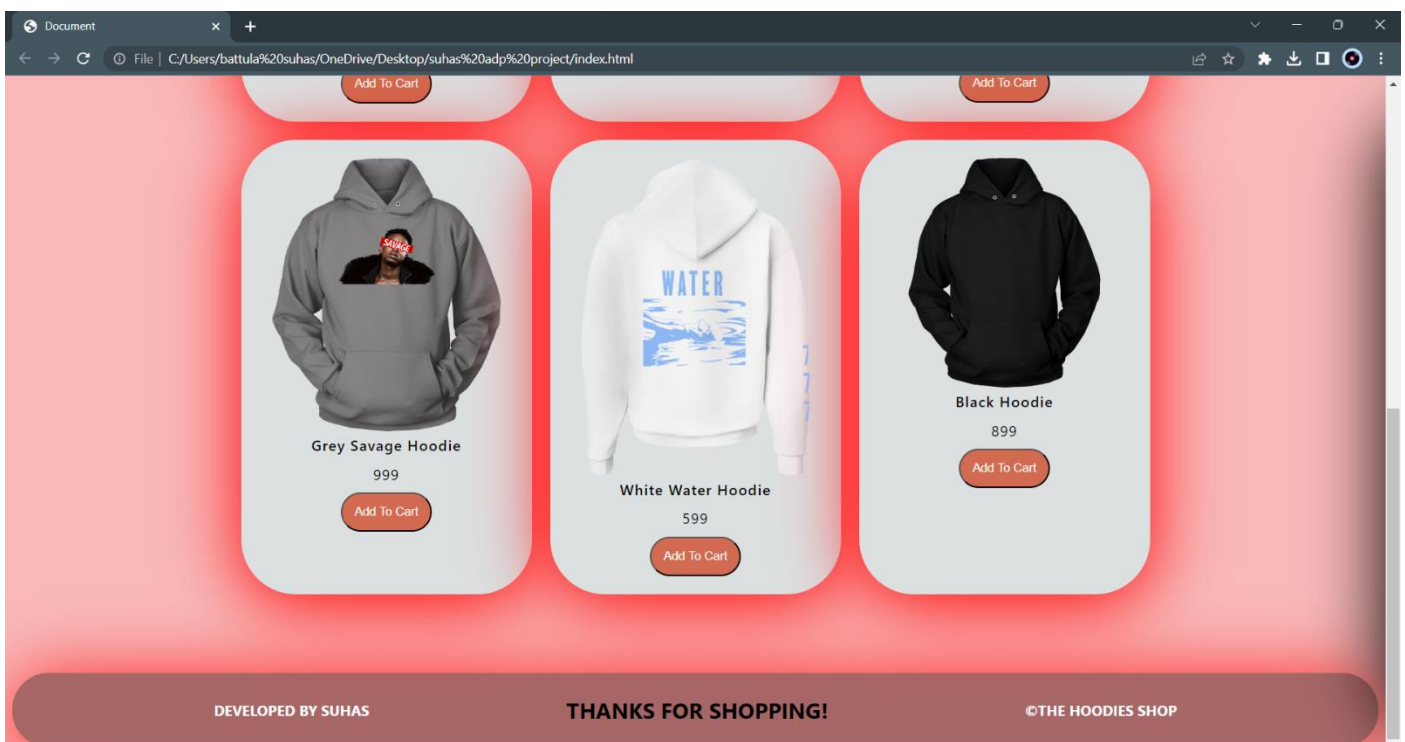 Document
File | C:/Users/battula%20suhas/OneDrive/Desktop/suhas%20adp%20project/index.html
Add To Cart
Add To Cart
SAVAGE
Grey Savage Hoodie
999
Add To Cart
WATER
777
White Water Hoodie
599
Add To Cart
Black Hoodie
899
Add To Cart
DEVELOPED BY SUHAS
THANKS FOR SHOPPING!
©THE HOODIES SHOP